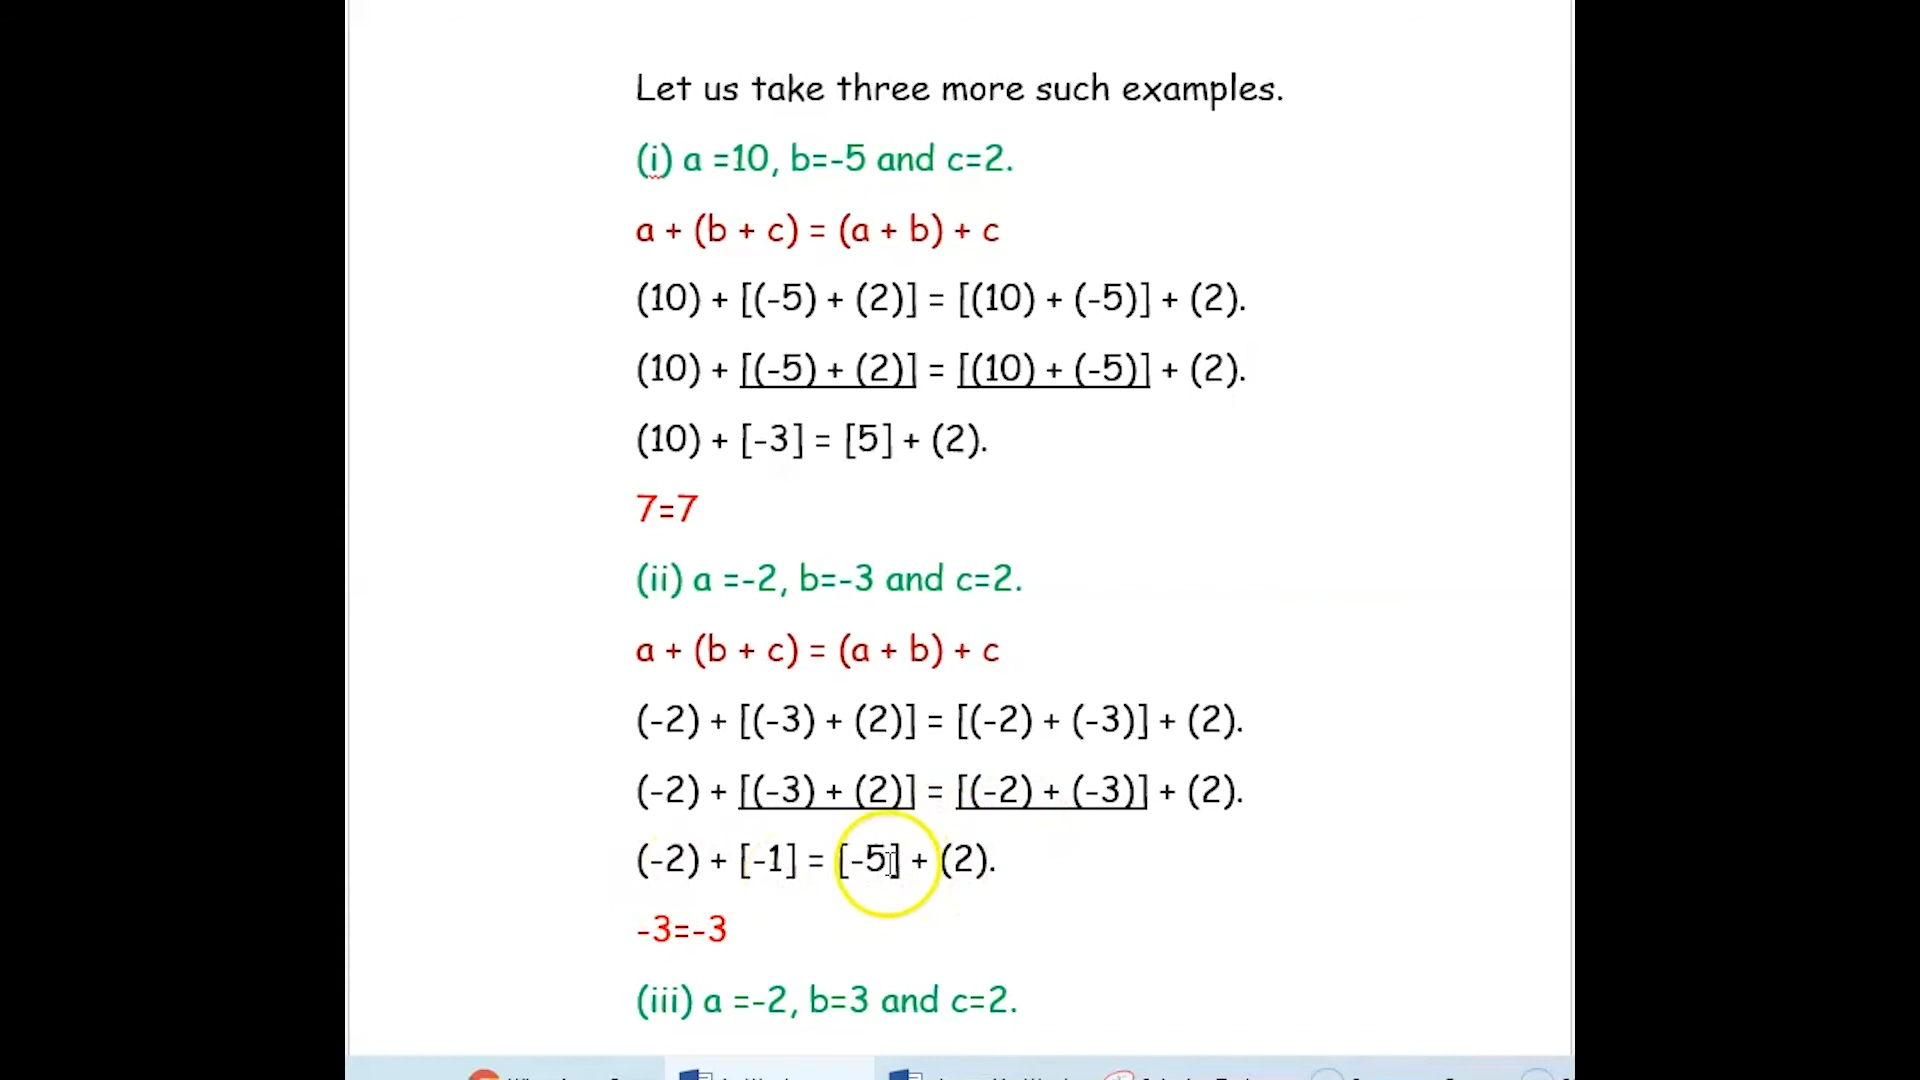 Let us take three more such examples.
(i) a =10, b=-5 and c=2.
a + (b + c) = (a + b) + c
(10) + [(-5) + (2)] = [(10) + (-5)] + (2).
(10) + [(-5) + (2)] = [(10) + (-5)] + (2).
(10) + [-3] = [5] + (2).
7=7
(ii) a =-2, b=-3 and c=2.
a + (b + c) = (a + b) + c
(-2) + [(-3) + (2)] = [(-2) + (-3)] + (2).
(-2) + [(-3) + (2)] = [(-2) + (-3)] + (2).
(-2) + [-1] = [-5] + (2).
-3=-3
(iii) a =-2, b=3 and c=2.